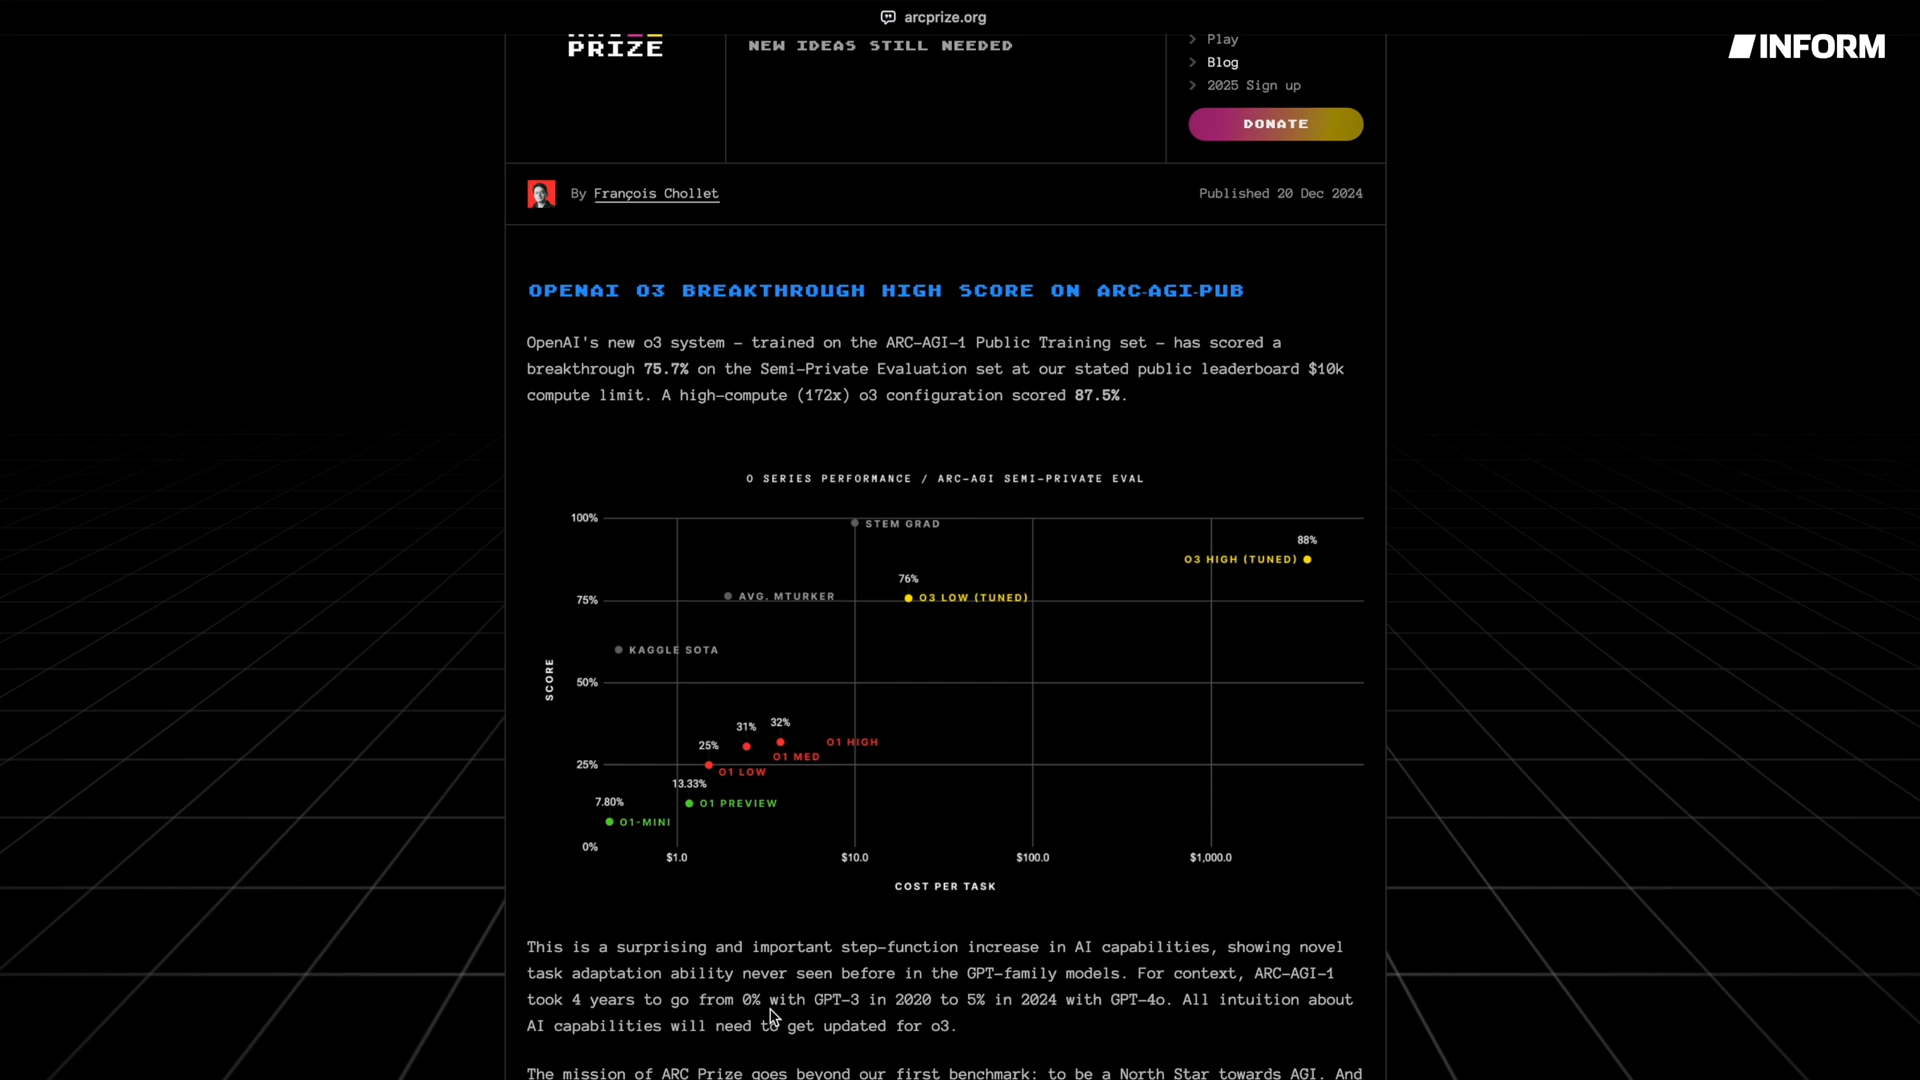 arcprize.org
INFORM
PRIZE
NEW IDEAS STILL NEEDED
Play
Blog
2025 Sign up
DONATE
By François Chollet
Published 20 Dec 2024
OPENAI O3 BREAKTHROUGH HIGH SCORE ON ARC-AGI-PUB
OpenAI's new o3 system - trained on the ARC-AGI-1 Public Training set - has scored a
breakthrough 75.7% on the Semi-Private Evaluation set at our stated public leaderboard $10k
compute limit. A high-compute (172x) o3 configuration scored 87.5%.
O SERIES PERFORMANCE / ARC-AGI SEMI-PRIVATE EVAL
100%
STEM GRAD
88%
O3 HIGH (TUNED)
76%
75%
AVG. MTURKER
O3 LOW (TUNED)
KAGGLE SOTA
SCORE
50%
31%
32%
25%
O1 HIGH
O1 MED
25%
O1 LOW
13.33%
7.80%
O1 PREVIEW
O1-MINI
0%
$1.0
$10.0
$100.0
$1,000.0
COST PER TASK
This is a surprising and important step-function increase in AI capabilities, showing novel
task adaptation ability never seen before in the GPT-family models. For context, ARC-AGI-1
took 4 years to go from 0% with GPT-3 in 2020 to 5% in 2024 with GPT-4o. All intuition about
AI capabilities will need to get updated for o3.
The mission of ARC Prize goes beyond our first benchmark: to be a North Star towards AGI. And